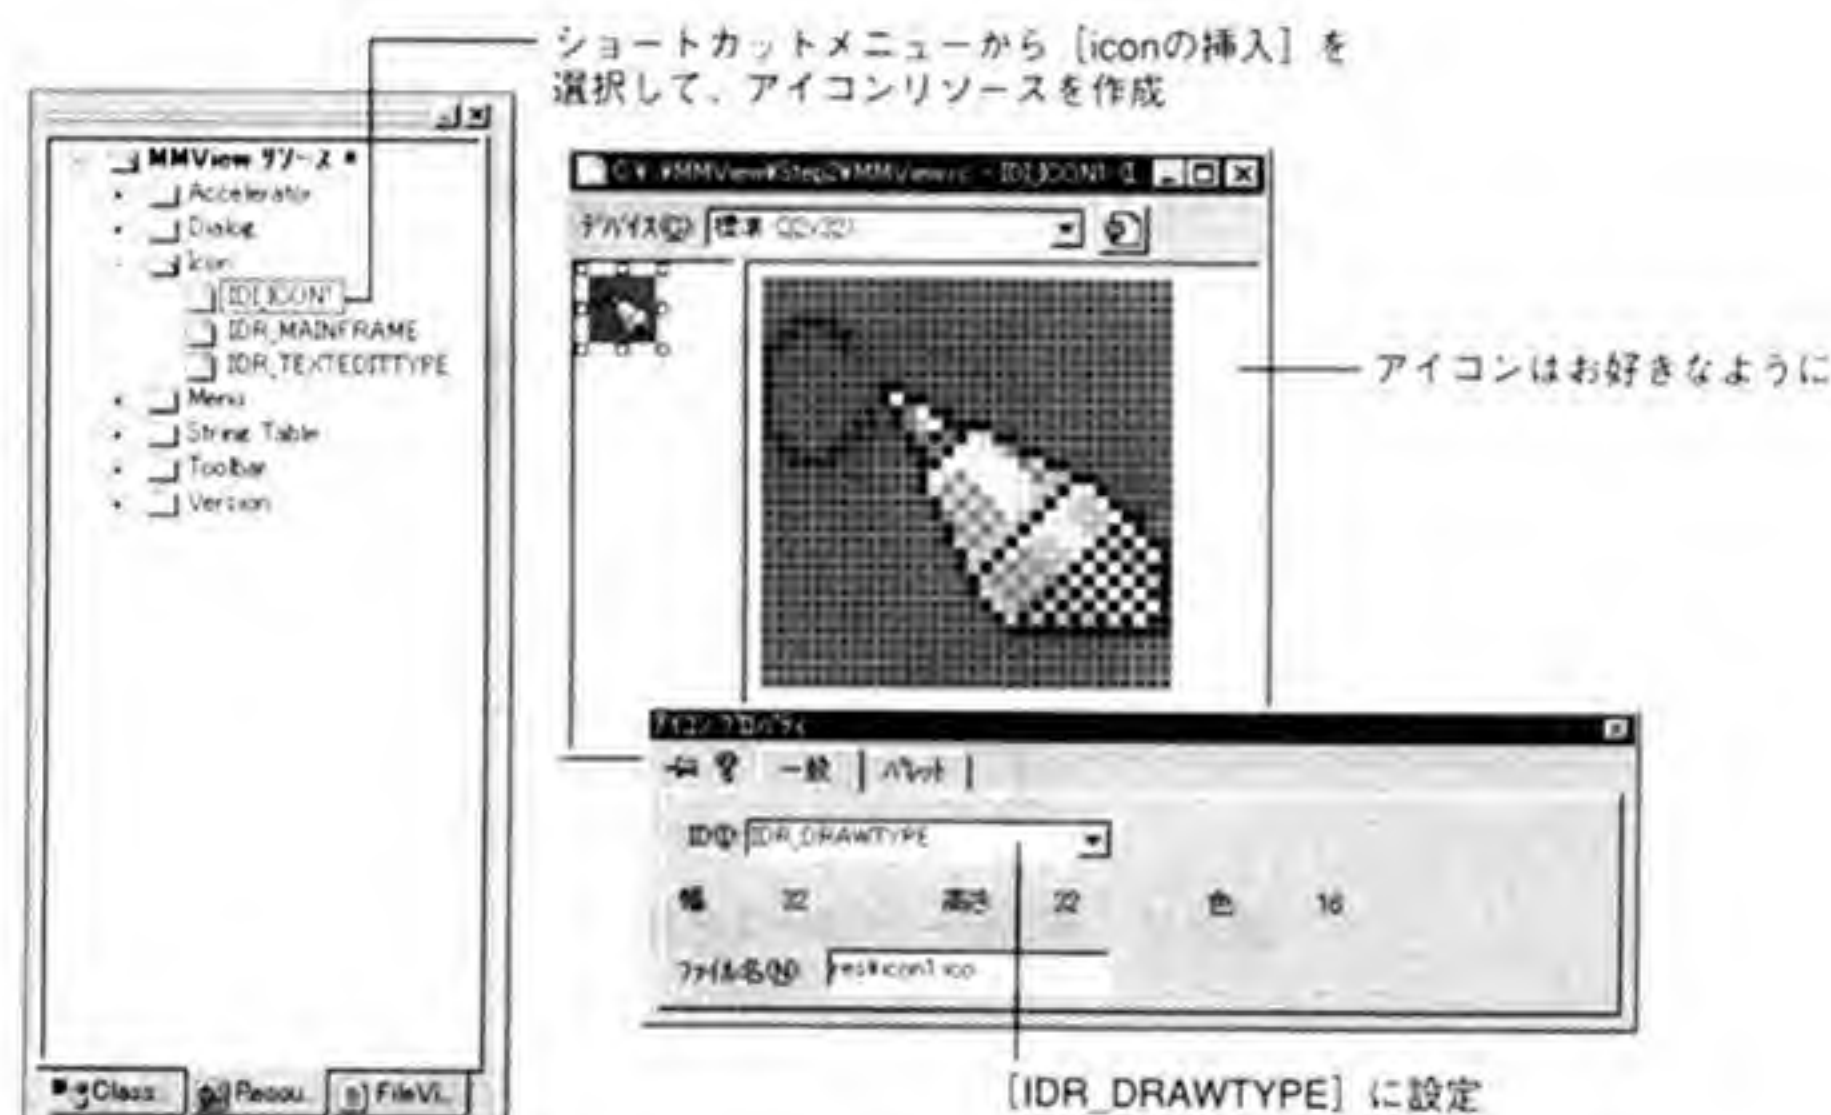 ショートカットメニューから [iconの挿入] を
選択して、アイコンリソースを作成
MMView リソース
Accelerator
Dialog
Icon
IDI_ICON1
IDR_MAINFRAME
IDR_TEXTEDITTYPE
Menu
String Table
Toolbar
Version
Class
Resou..
FileVi..
MMView¥Step2¥MMView.rc - IDI_ICON1
デバイス 標準 (32x32)
アイコンはお好きなように
アイコン プロパティ
一般 パレット
ID(I): IDR_DRAWTYPE
幅 32 高さ 32 色 16
ファイル名(N): res¥icon1.ico
[IDR_DRAWTYPE] に設定